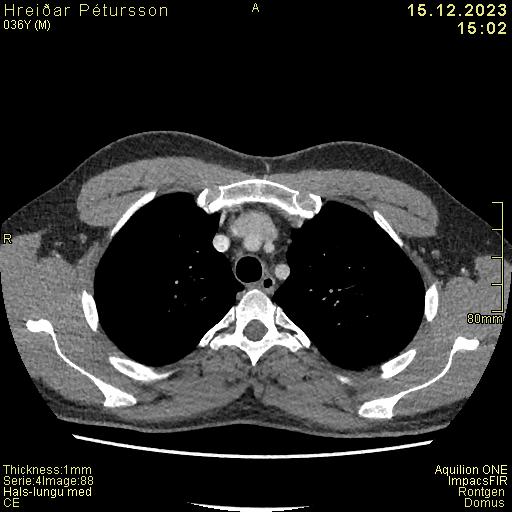 Hreiðar Pétursson
036Y (M)
A
15.12.2023
15:02
R
80mm
Thickness:1mm
Serie:4Image:88
Hals-lungu med
CE
Aquilion ONE
ImpacsFIR
Rontgen
Domus